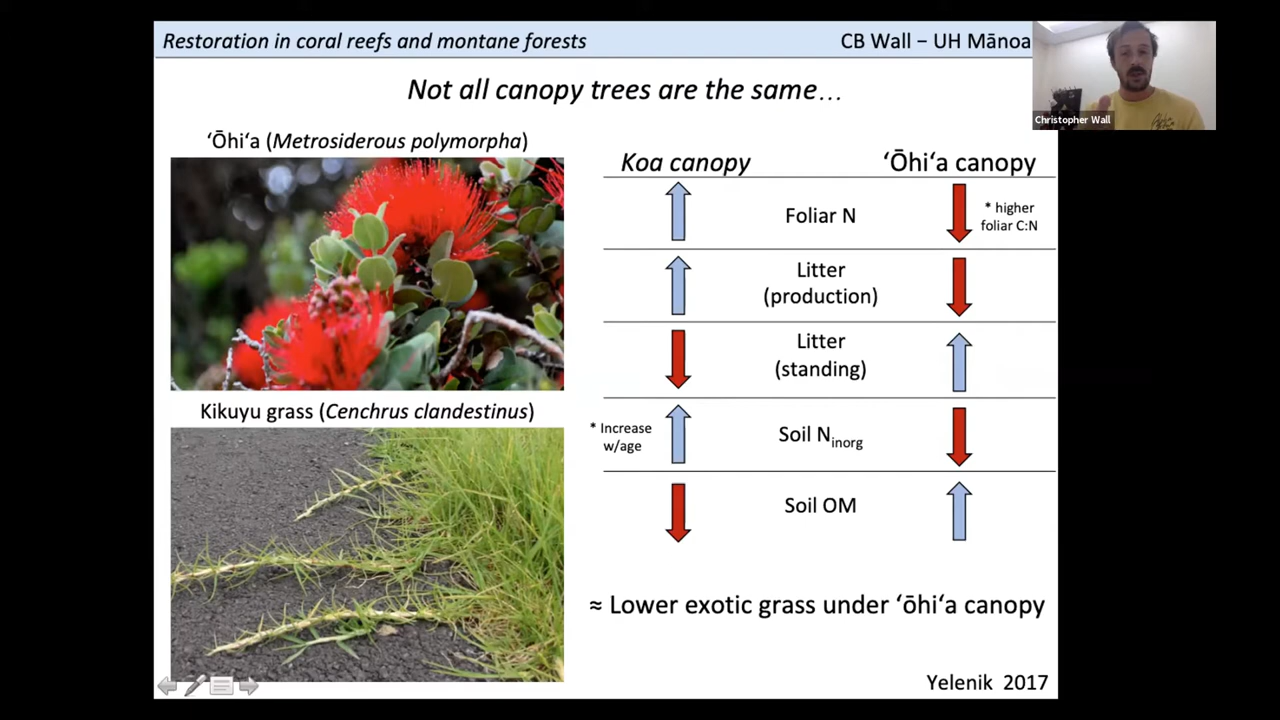 Restoration in coral reefs and montane forests
CB Wall – UH Mānoa
Christopher Wall
Not all canopy trees are the same…
ʻŌhiʻa (Metrosiderous polymorpha)
Kikuyu grass (Cenchrus clandestinus)
Koa canopy
ʻŌhiʻa canopy
Foliar N
* higher
foliar C:N
Litter
(production)
Litter
(standing)
* Increase
w/age
Soil Ninorg
Soil OM
≈ Lower exotic grass under ʻōhiʻa canopy
Yelenik 2017